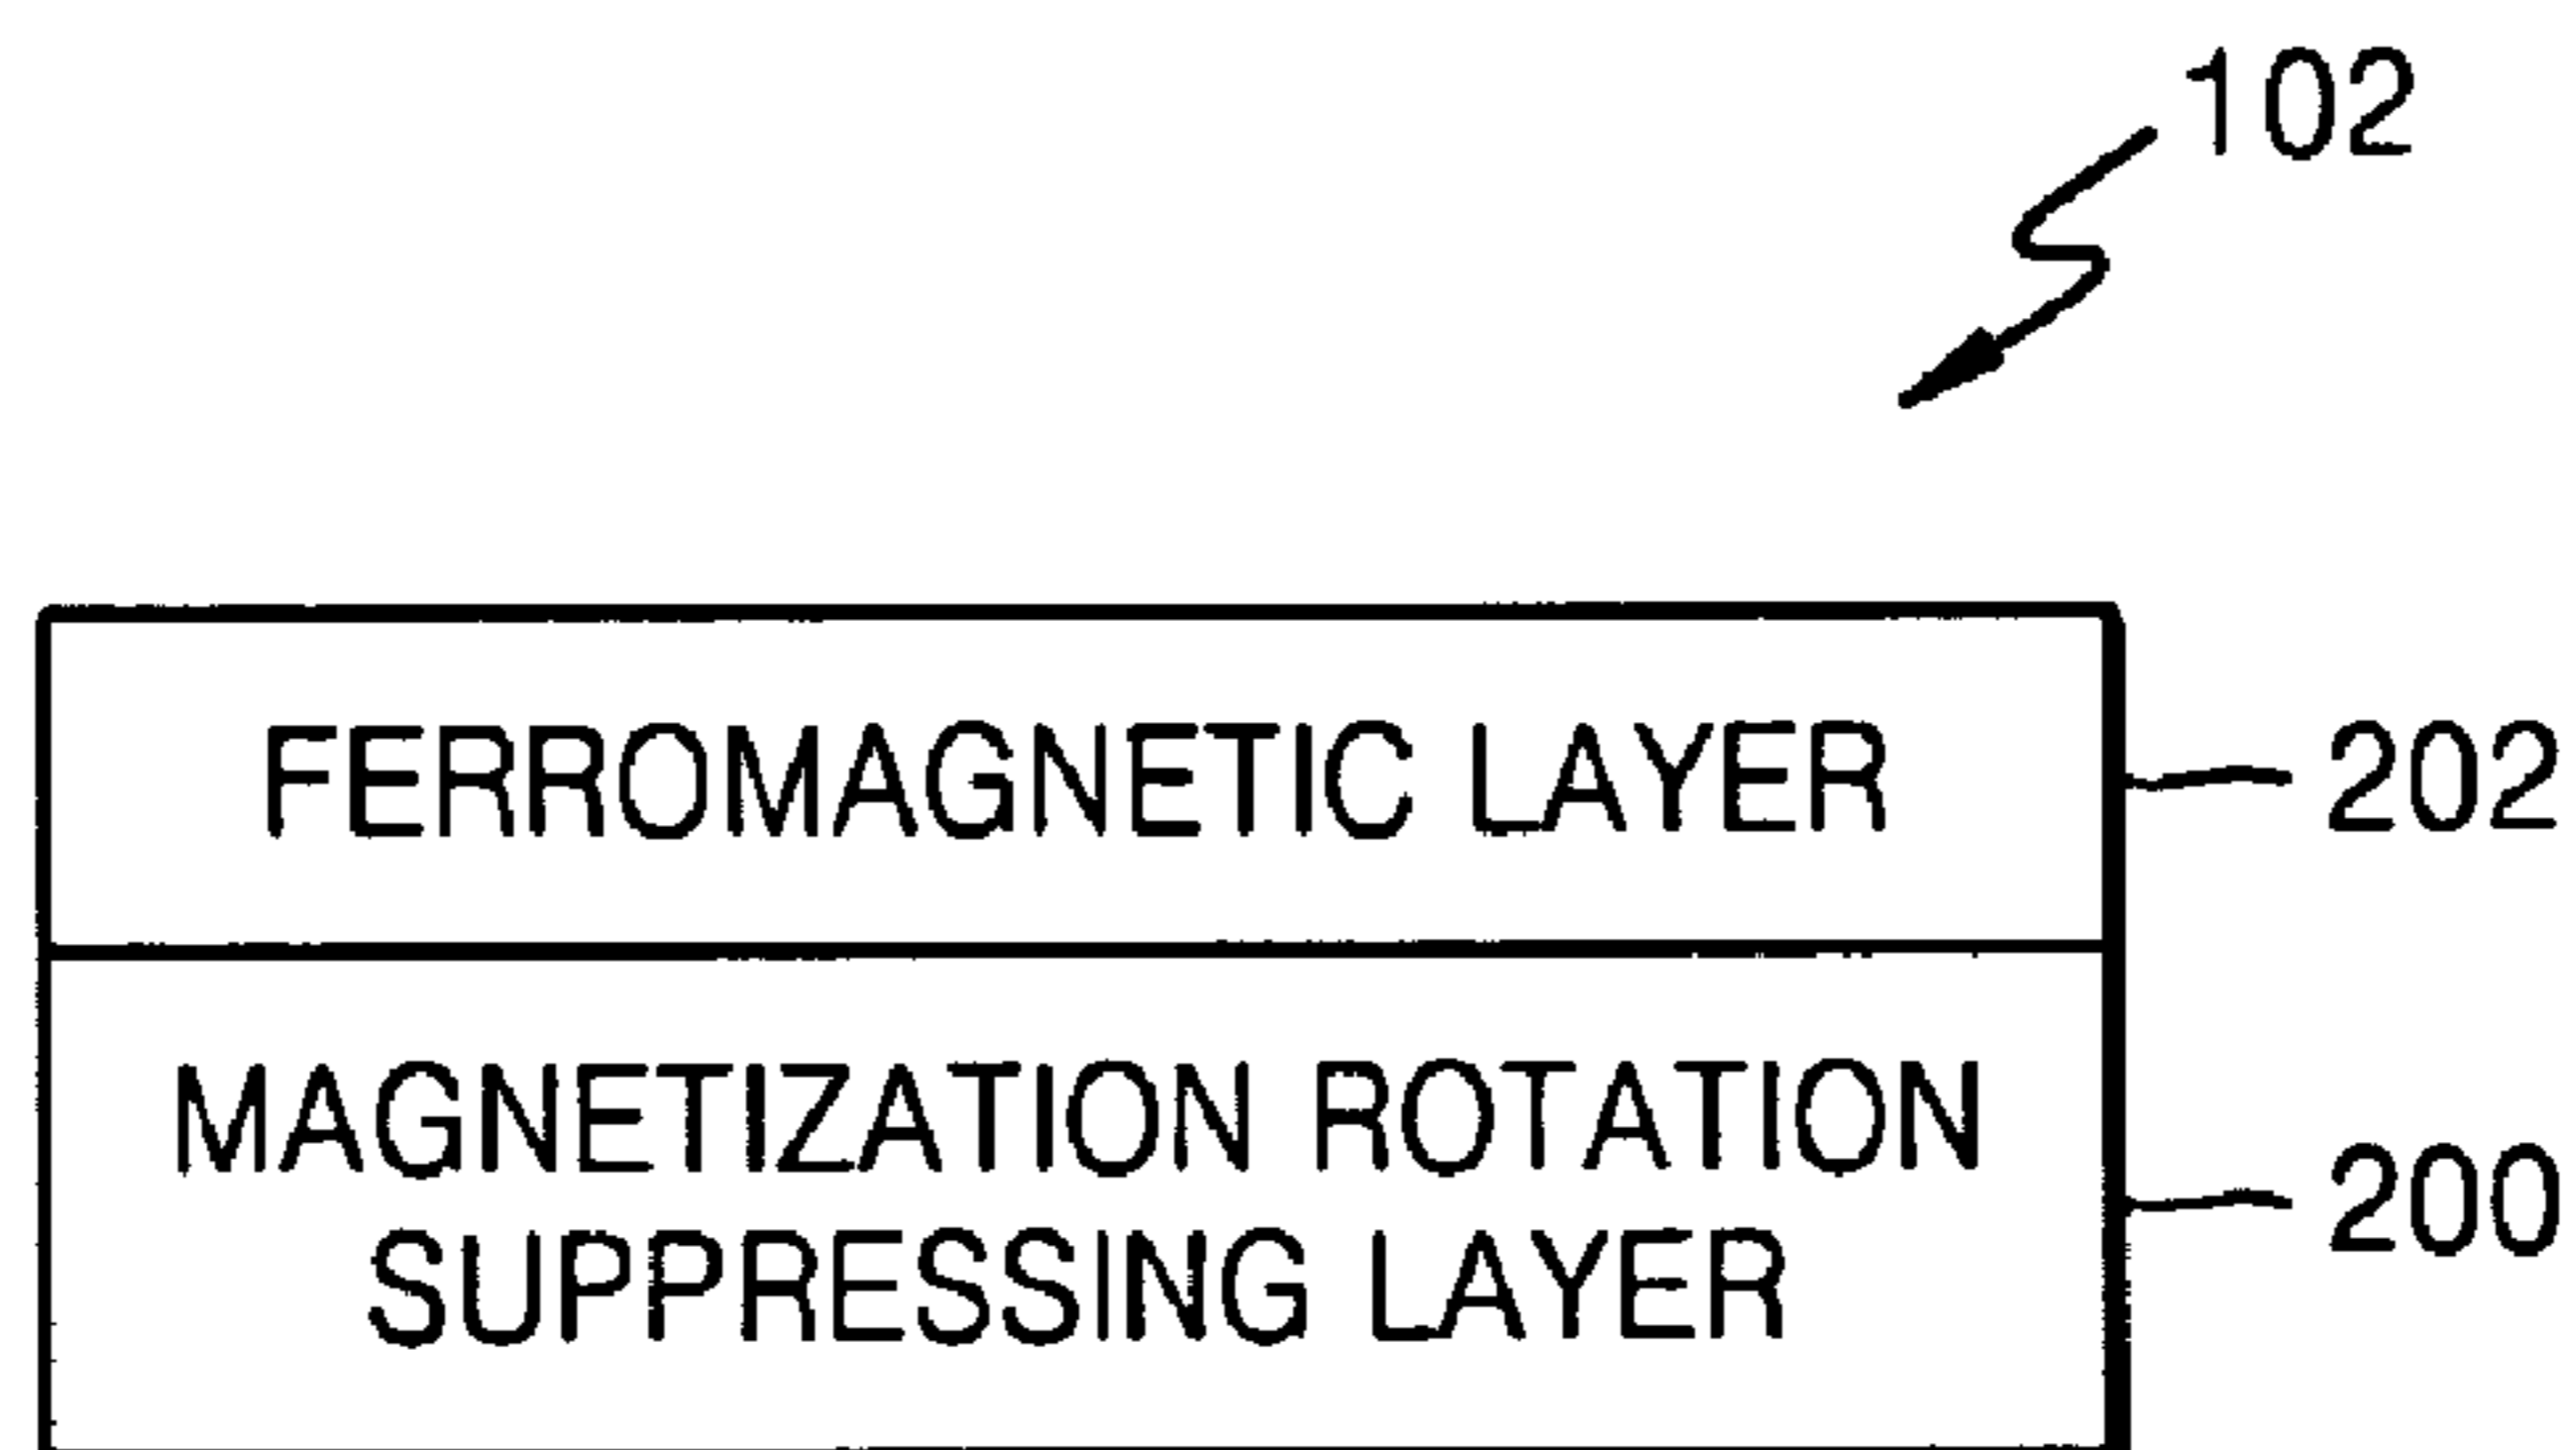 102
FERROMAGNETIC LAYER
202
MAGNETIZATION ROTATION
SUPPRESSING LAYER
200